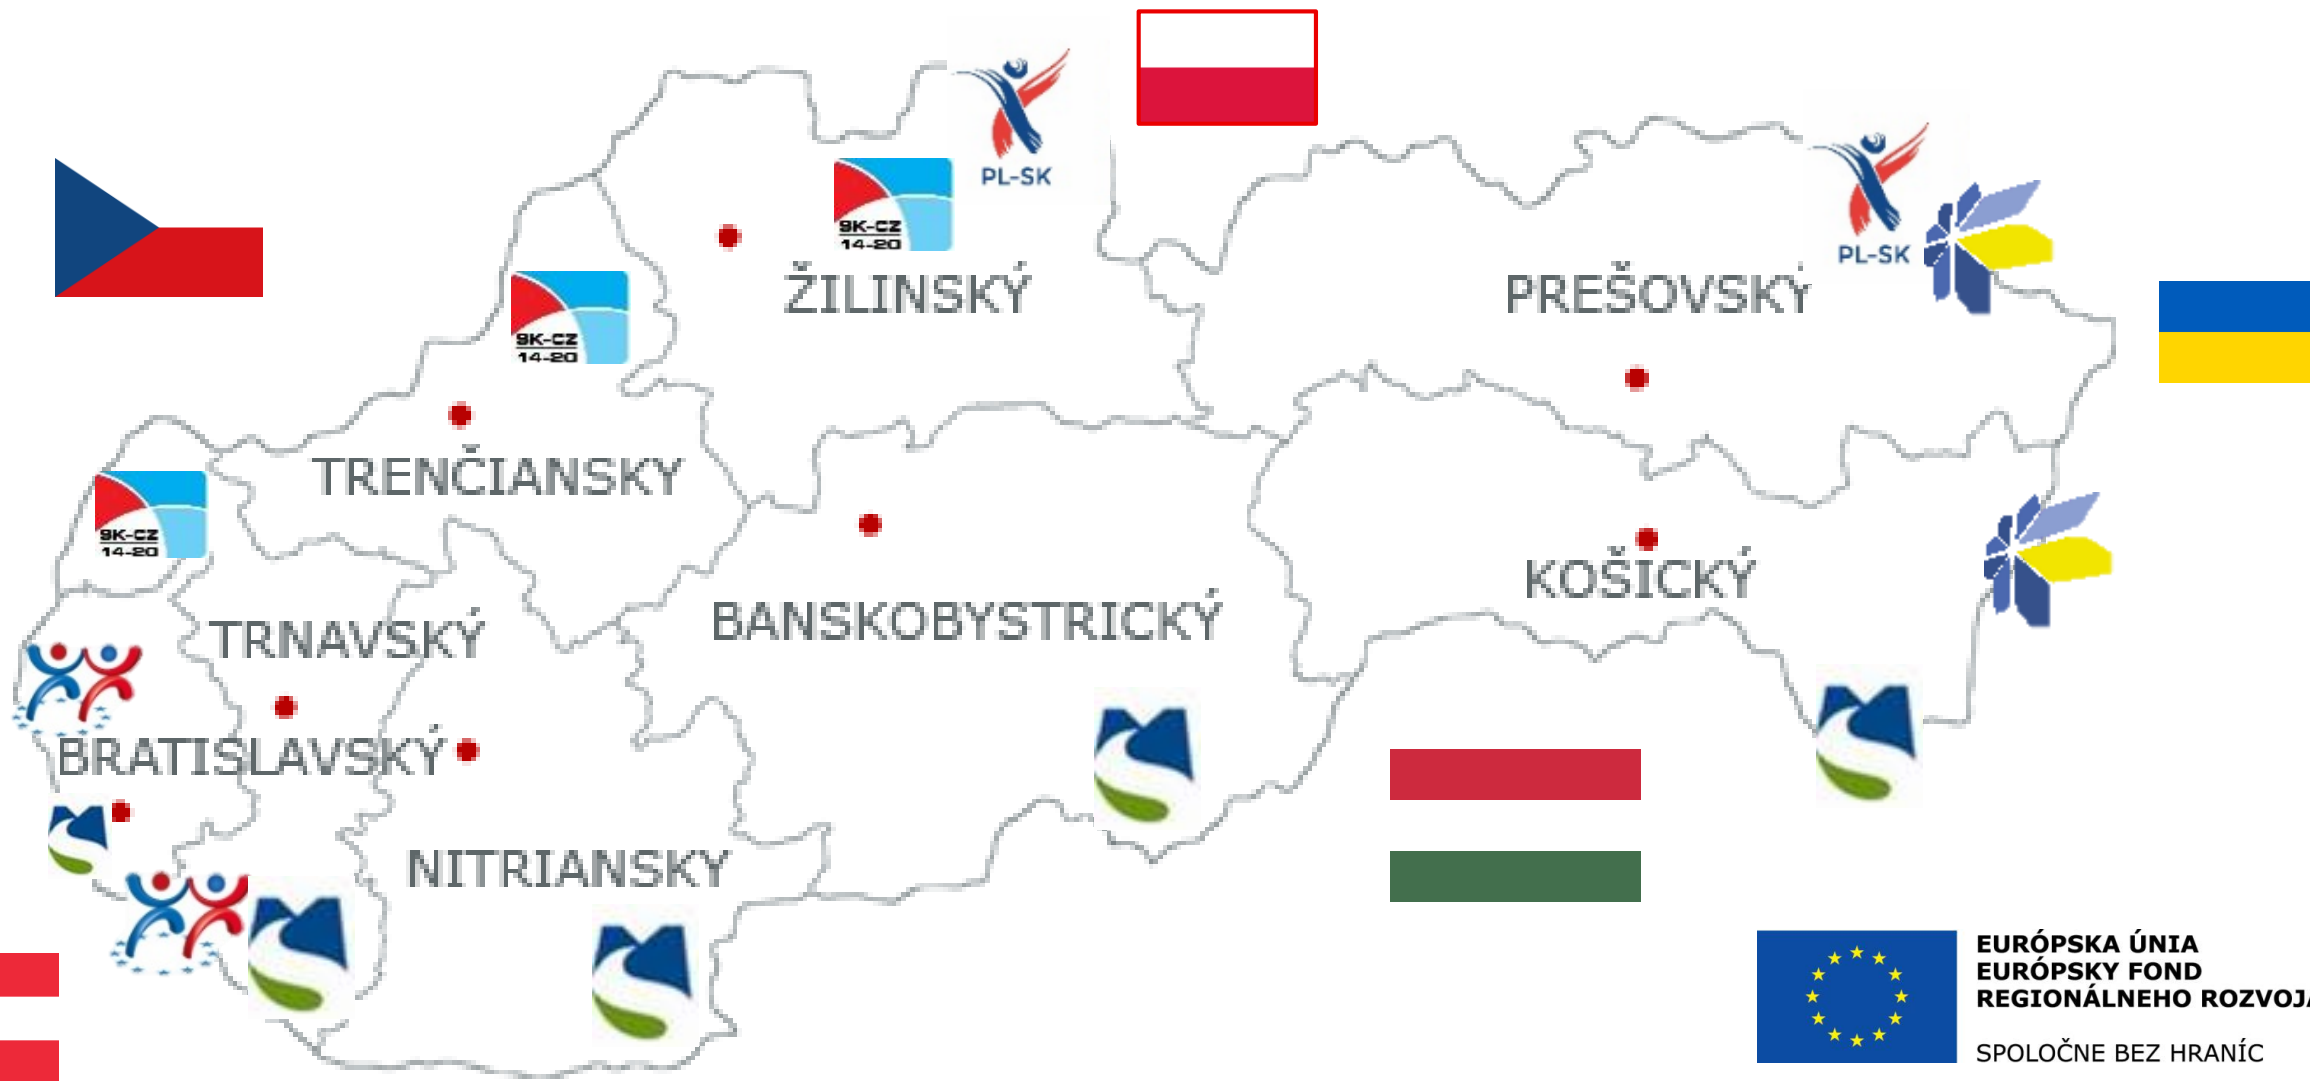 PL-SK
SK-CZ
14-20
PL-SK
ŽILINSKÝ
PREŠOVSKÝ
SK-CZ
14-20
TRENČIANSKY
SK-CZ
14-20
KOŠICKÝ
BANSKOBYSTRICKÝ
TRNAVSKÝ
BRATISLAVSKÝ
NITRIANSKY
EURÓPSKA ÚNIA
EURÓPSKY FOND
REGIONÁLNEHO ROZVOJA
SPOLOČNE BEZ HRANÍC